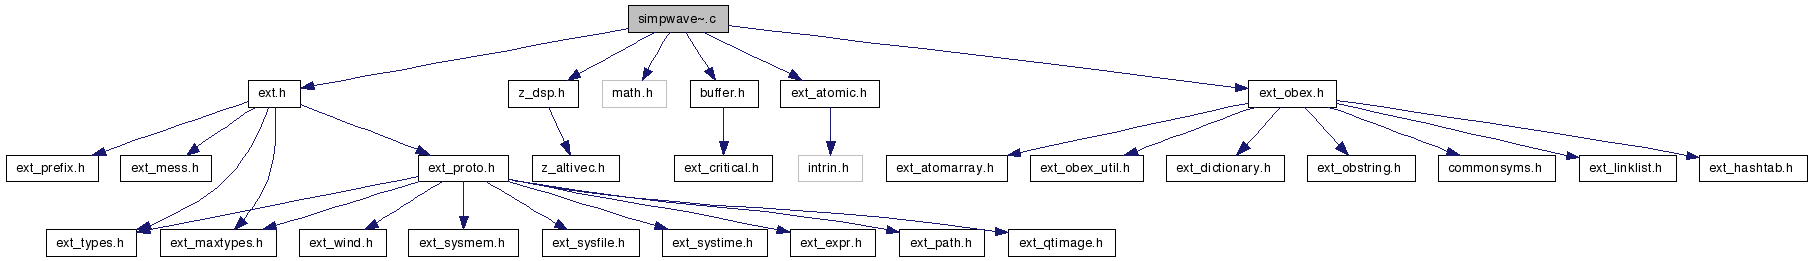 simpwave~.c
ext.h
z_dsp.h
math.h
buffer.h
ext_atomic.h
ext_obex.h
ext_prefix.h
ext_mess.h
ext_proto.h
z_altivec.h
ext_critical.h
intrin.h
ext_atomarray.h
ext_obex_util.h
ext_dictionary.h
ext_obstring.h
commonsyms.h
ext_linklist.h
ext_hashtab.h
ext_types.h
ext_maxtypes.h
ext_wind.h
ext_sysmem.h
ext_sysfile.h
ext_systime.h
ext_expr.h
ext_path.h
ext_qtimage.h